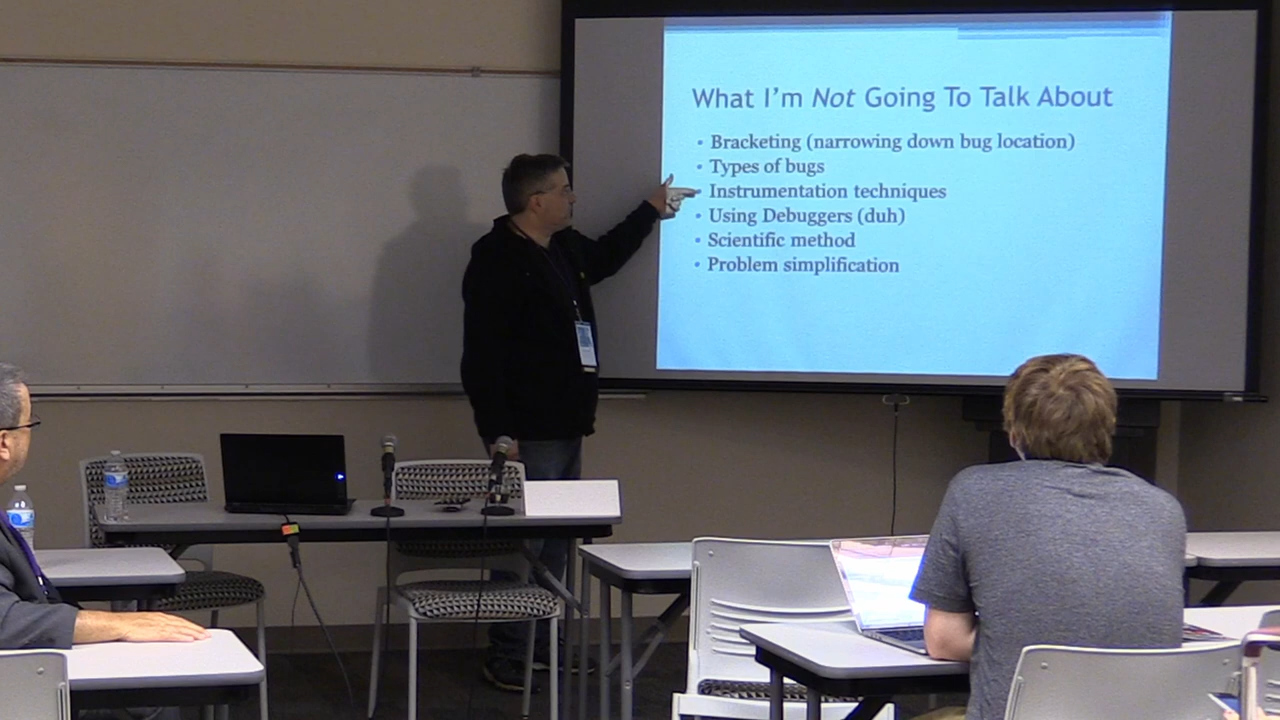 What I'm Not Going To Talk About
• Bracketing (narrowing down bug location)
• Types of bugs
• Instrumentation techniques
• Using Debuggers (duh)
• Scientific method
• Problem simplification